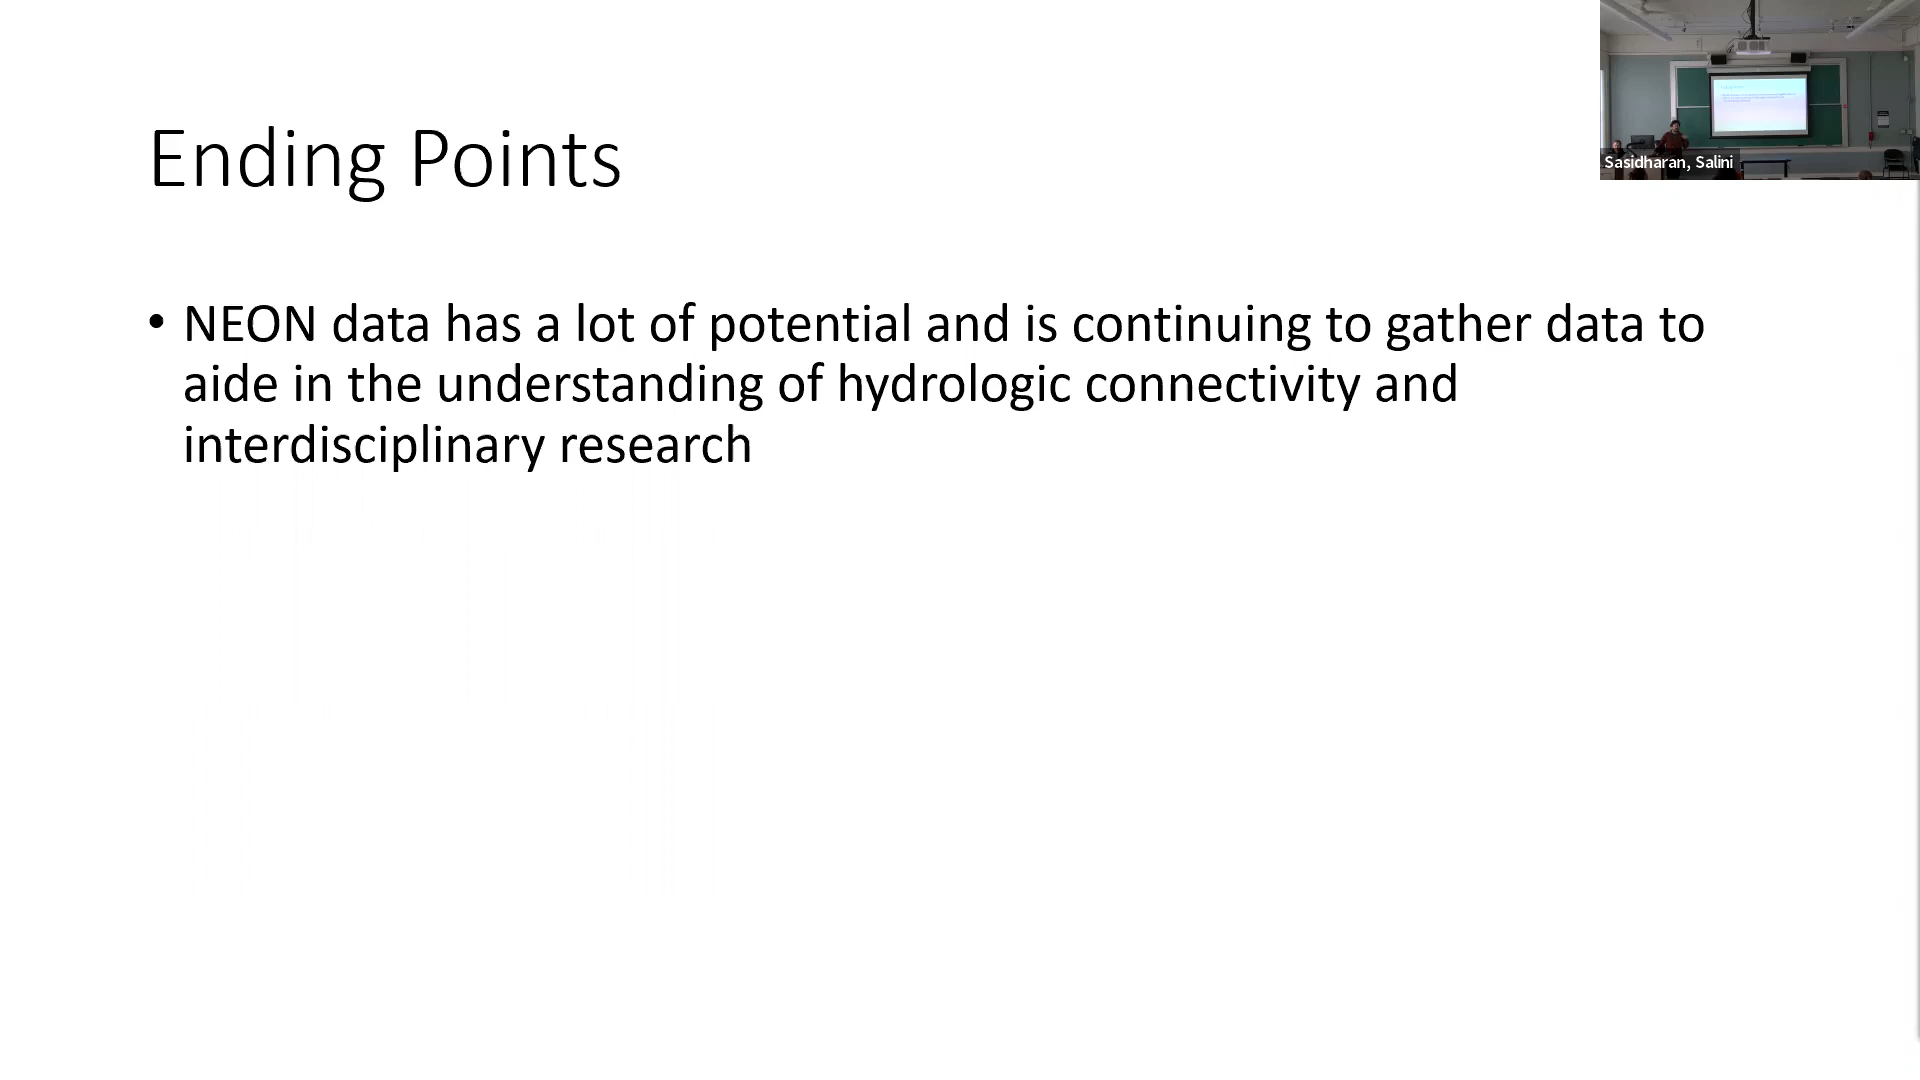 Ending Points
• NEON data has a lot of potential and is continuing to gather data to
aide in the understanding of hydrologic connectivity and
interdisciplinary research
Sasidharan, Salini